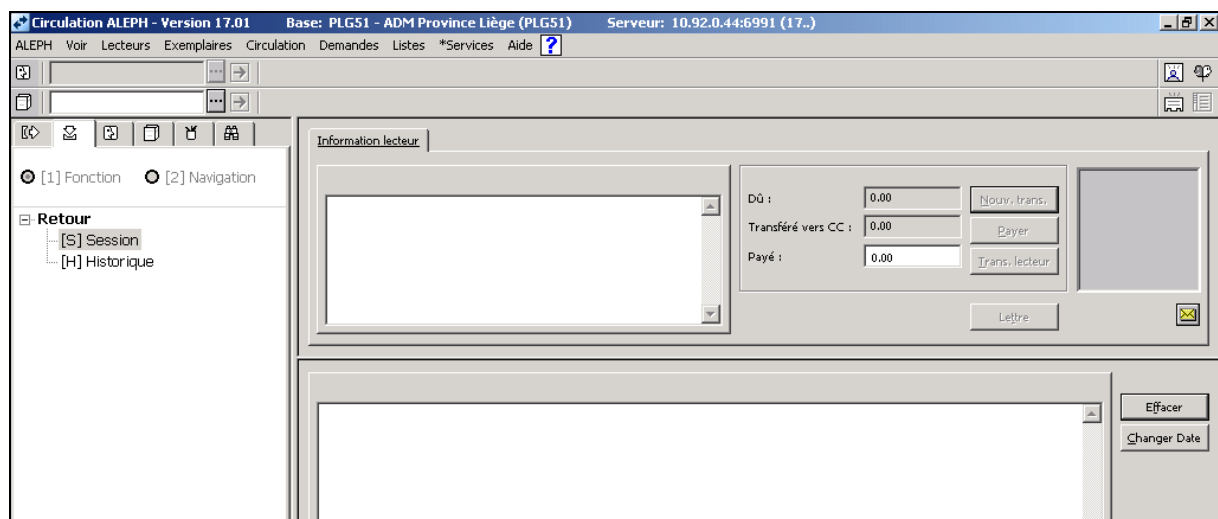 Circulation ALEPH - Version 17.01 Base: PLG51 - ADM Province Liège (PLG51) Serveur: 10.92.0.44:6991 (17..)
ALEPH Voir Lecteurs Exemplaires Circulation Demandes Listes *Services Aide ?
Information lecteur
[1] Fonction [2] Navigation
Dû : 0.00 Nouv. trans.
Retour
Transféré vers CC : 0.00 Payer
[S] Session
Payé : 0.00 Trans. lecteur
[H] Historique
Lettre
Effacer
Changer Date